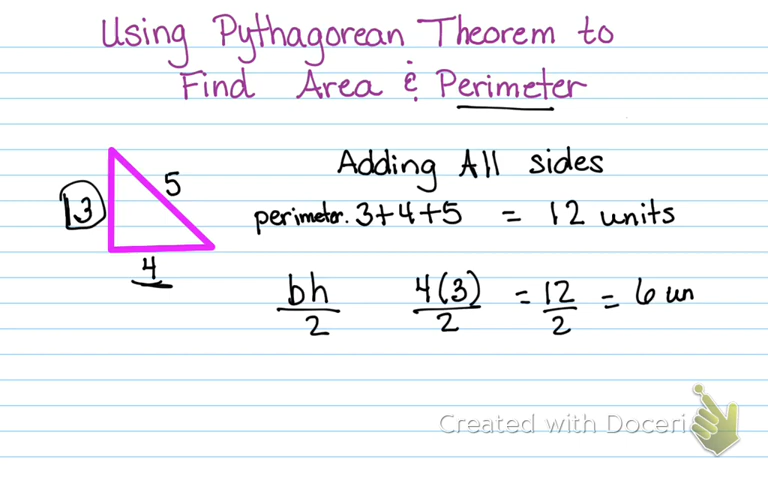 Using Pythagorean Theorem to
Find Area & Perimeter
Adding All sides
5
3
perimeter. 3+4+5 = 12 units
4
bh/2 4(3)/2 = 12/2 = 6 un
Created with Doceri